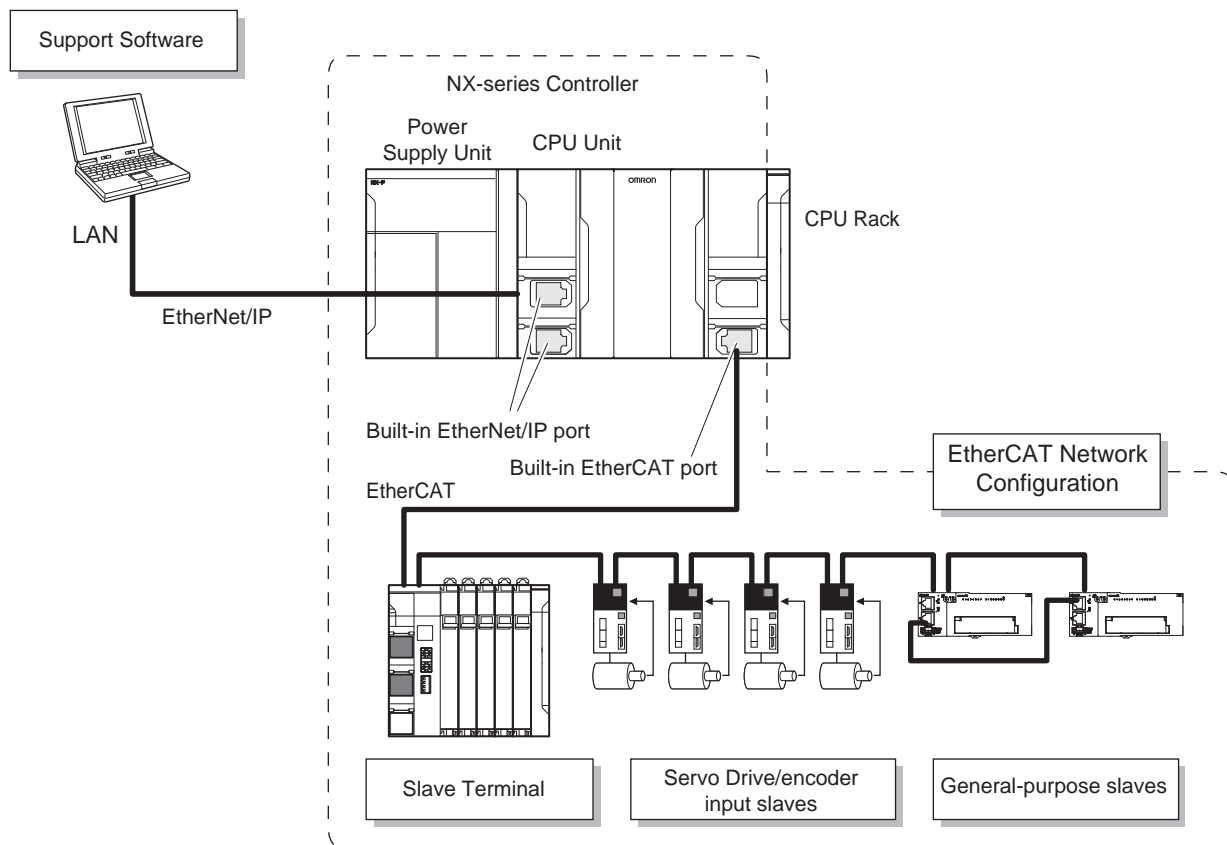 Support Software
NX-series Controller
Power
Supply Unit
CPU Unit
OMRON
CPU Rack
LAN
EtherNet/IP
Built-in EtherNet/IP port
Built-in EtherCAT port
EtherCAT Network
Configuration
EtherCAT
Slave Terminal
Servo Drive/encoder
input slaves
General-purpose slaves